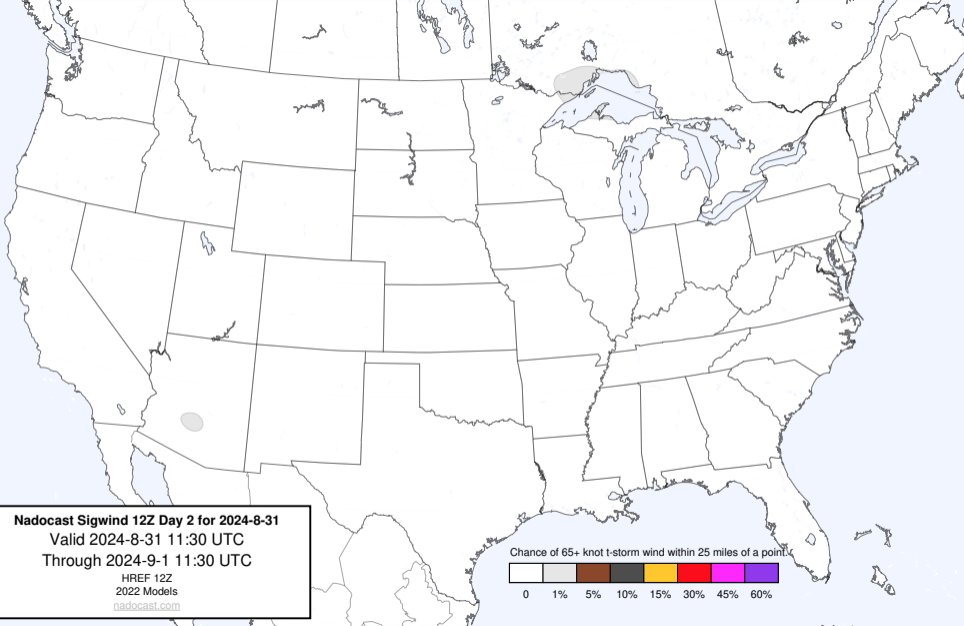 Nadocast Sigwind 12Z Day 2 for 2024-8-31
Valid 2024-8-31 11:30 UTC
Through 2024-9-1 11:30 UTC
HREF 12Z
2022 Models
nadocast.com
Chance of 65+ knot t-storm wind within 25 miles of a point.
0 1% 5% 10% 15% 30% 45% 60%